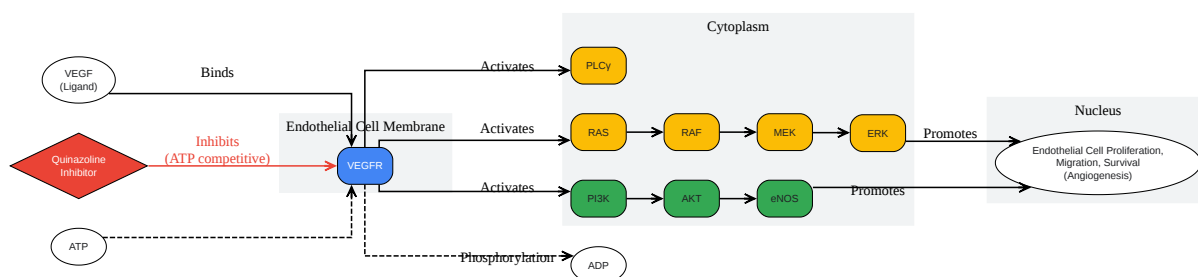 Cytoplasm
VEGF
(Ligand)
Binds
Activates
PLCγ
Endothelial Cell Membrane
Nucleus
Quinazoline
Inhibitor
Inhibits
(ATP competitive)
VEGFR
Activates
RAS
RAF
MEK
ERK
Promotes
Endothelial Cell Proliferation,
Migration, Survival
(Angiogenesis)
Activates
PI3K
AKT
eNOS
Promotes
ATP
Phosphorylation
ADP